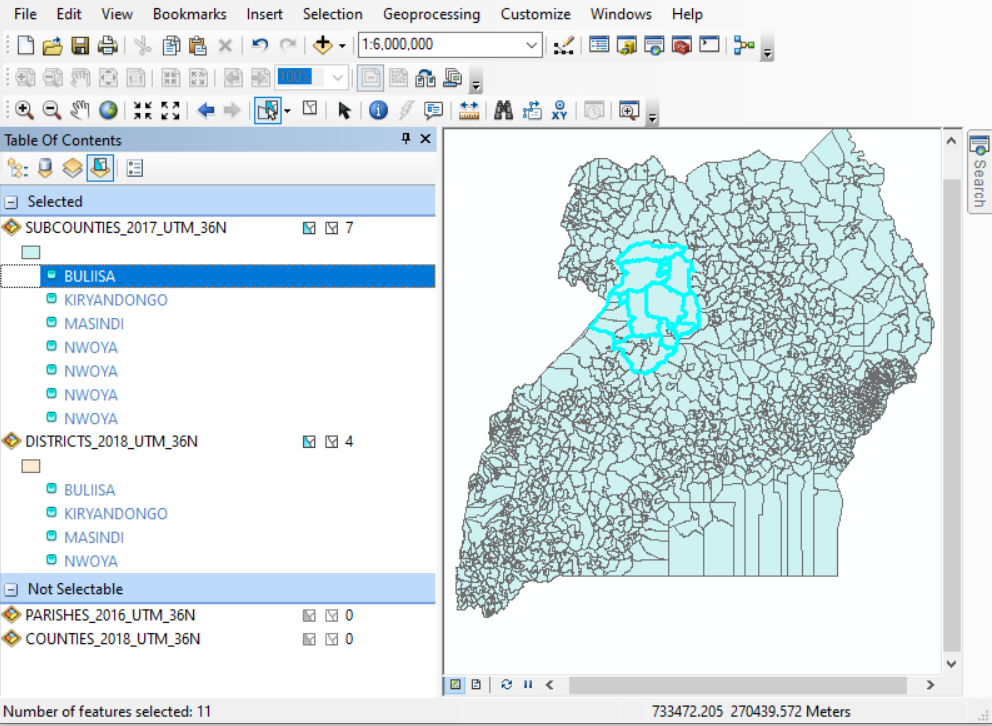 File Edit View Bookmarks Insert Selection Geoprocessing Customize Windows Help
1:6,000,000
100%
XY
Table Of Contents
Search
Selected
SUBCOUNTIES_2017_UTM_36N 7
BULIISA
KIRYANDONGO
MASINDI
NWOYA
NWOYA
NWOYA
NWOYA
DISTRICTS_2018_UTM_36N 4
BULIISA
KIRYANDONGO
MASINDI
NWOYA
Not Selectable
PARISHES_2016_UTM_36N 0
COUNTIES_2018_UTM_36N 0
Number of features selected: 11 733472.205 270439.572 Meters